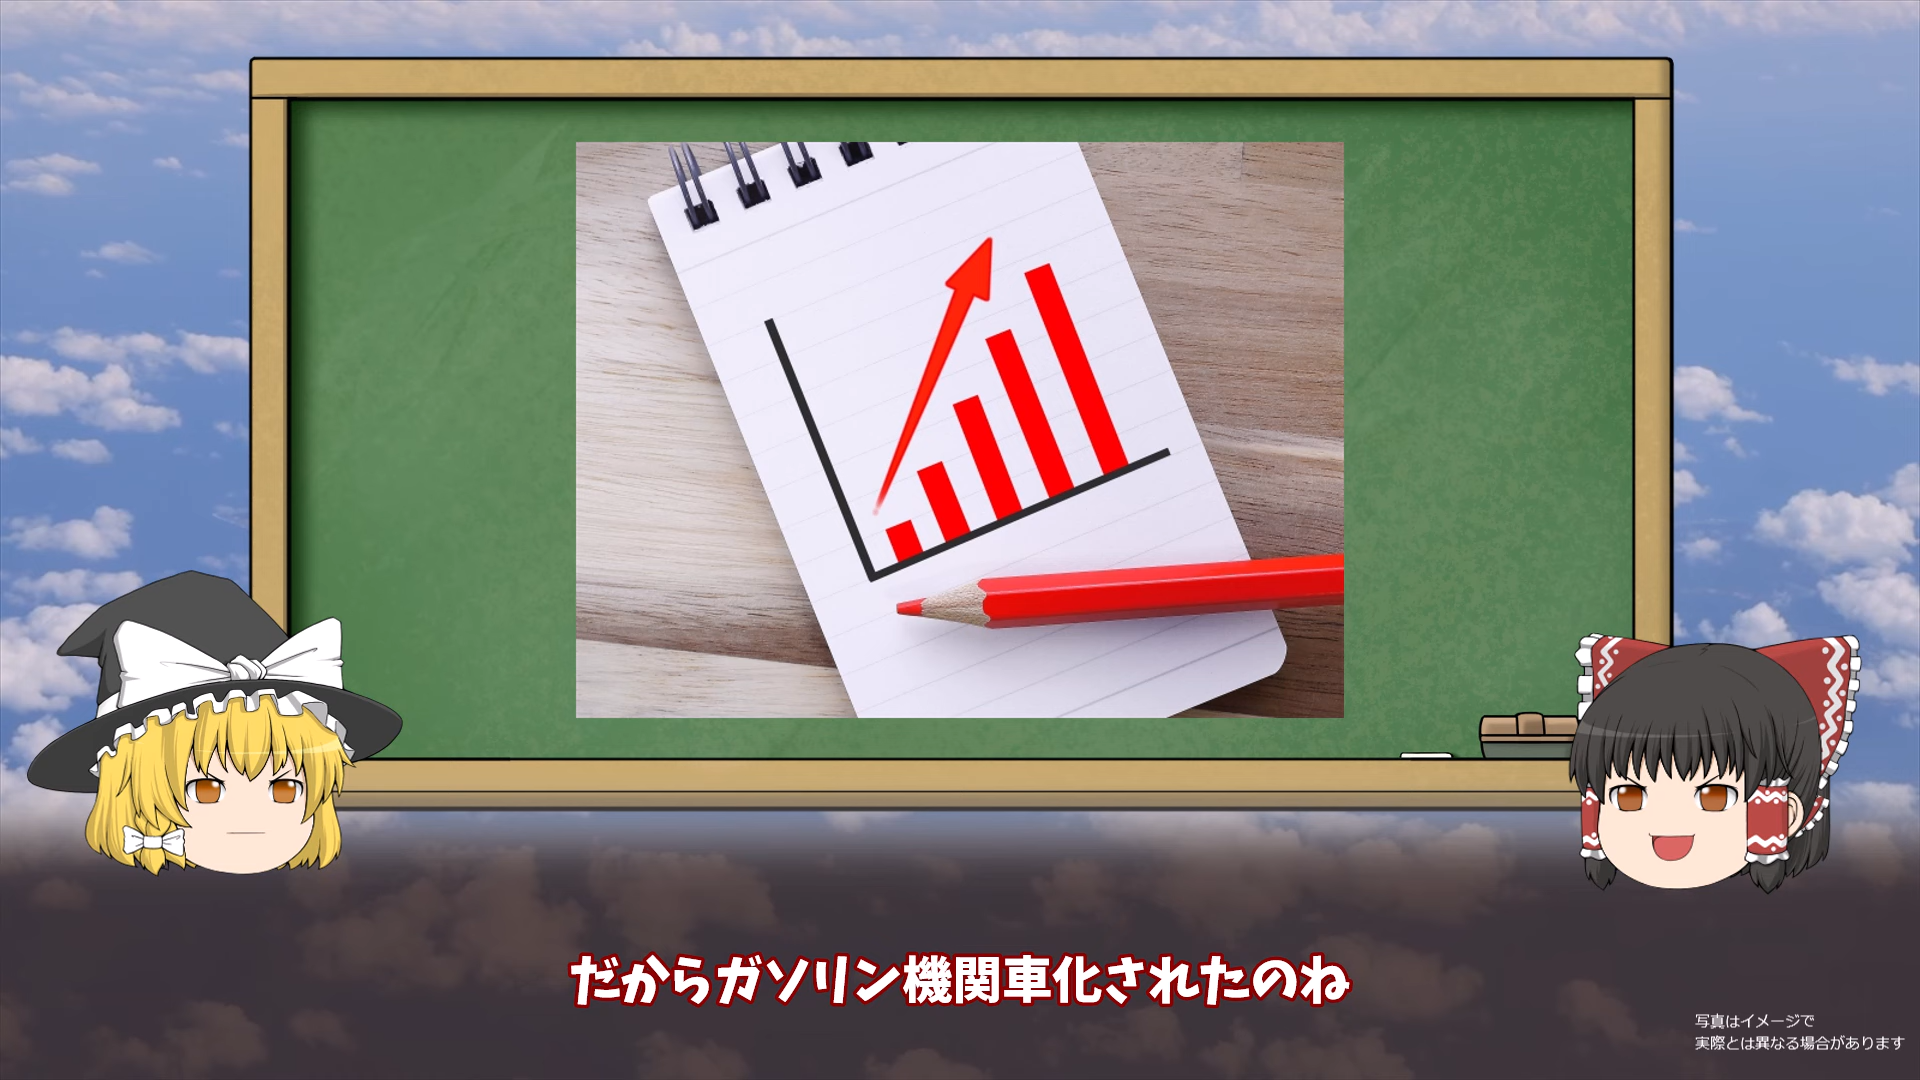 だからガソリン機関車化されたのね
写真はイメージで
実際とは異なる場合があります